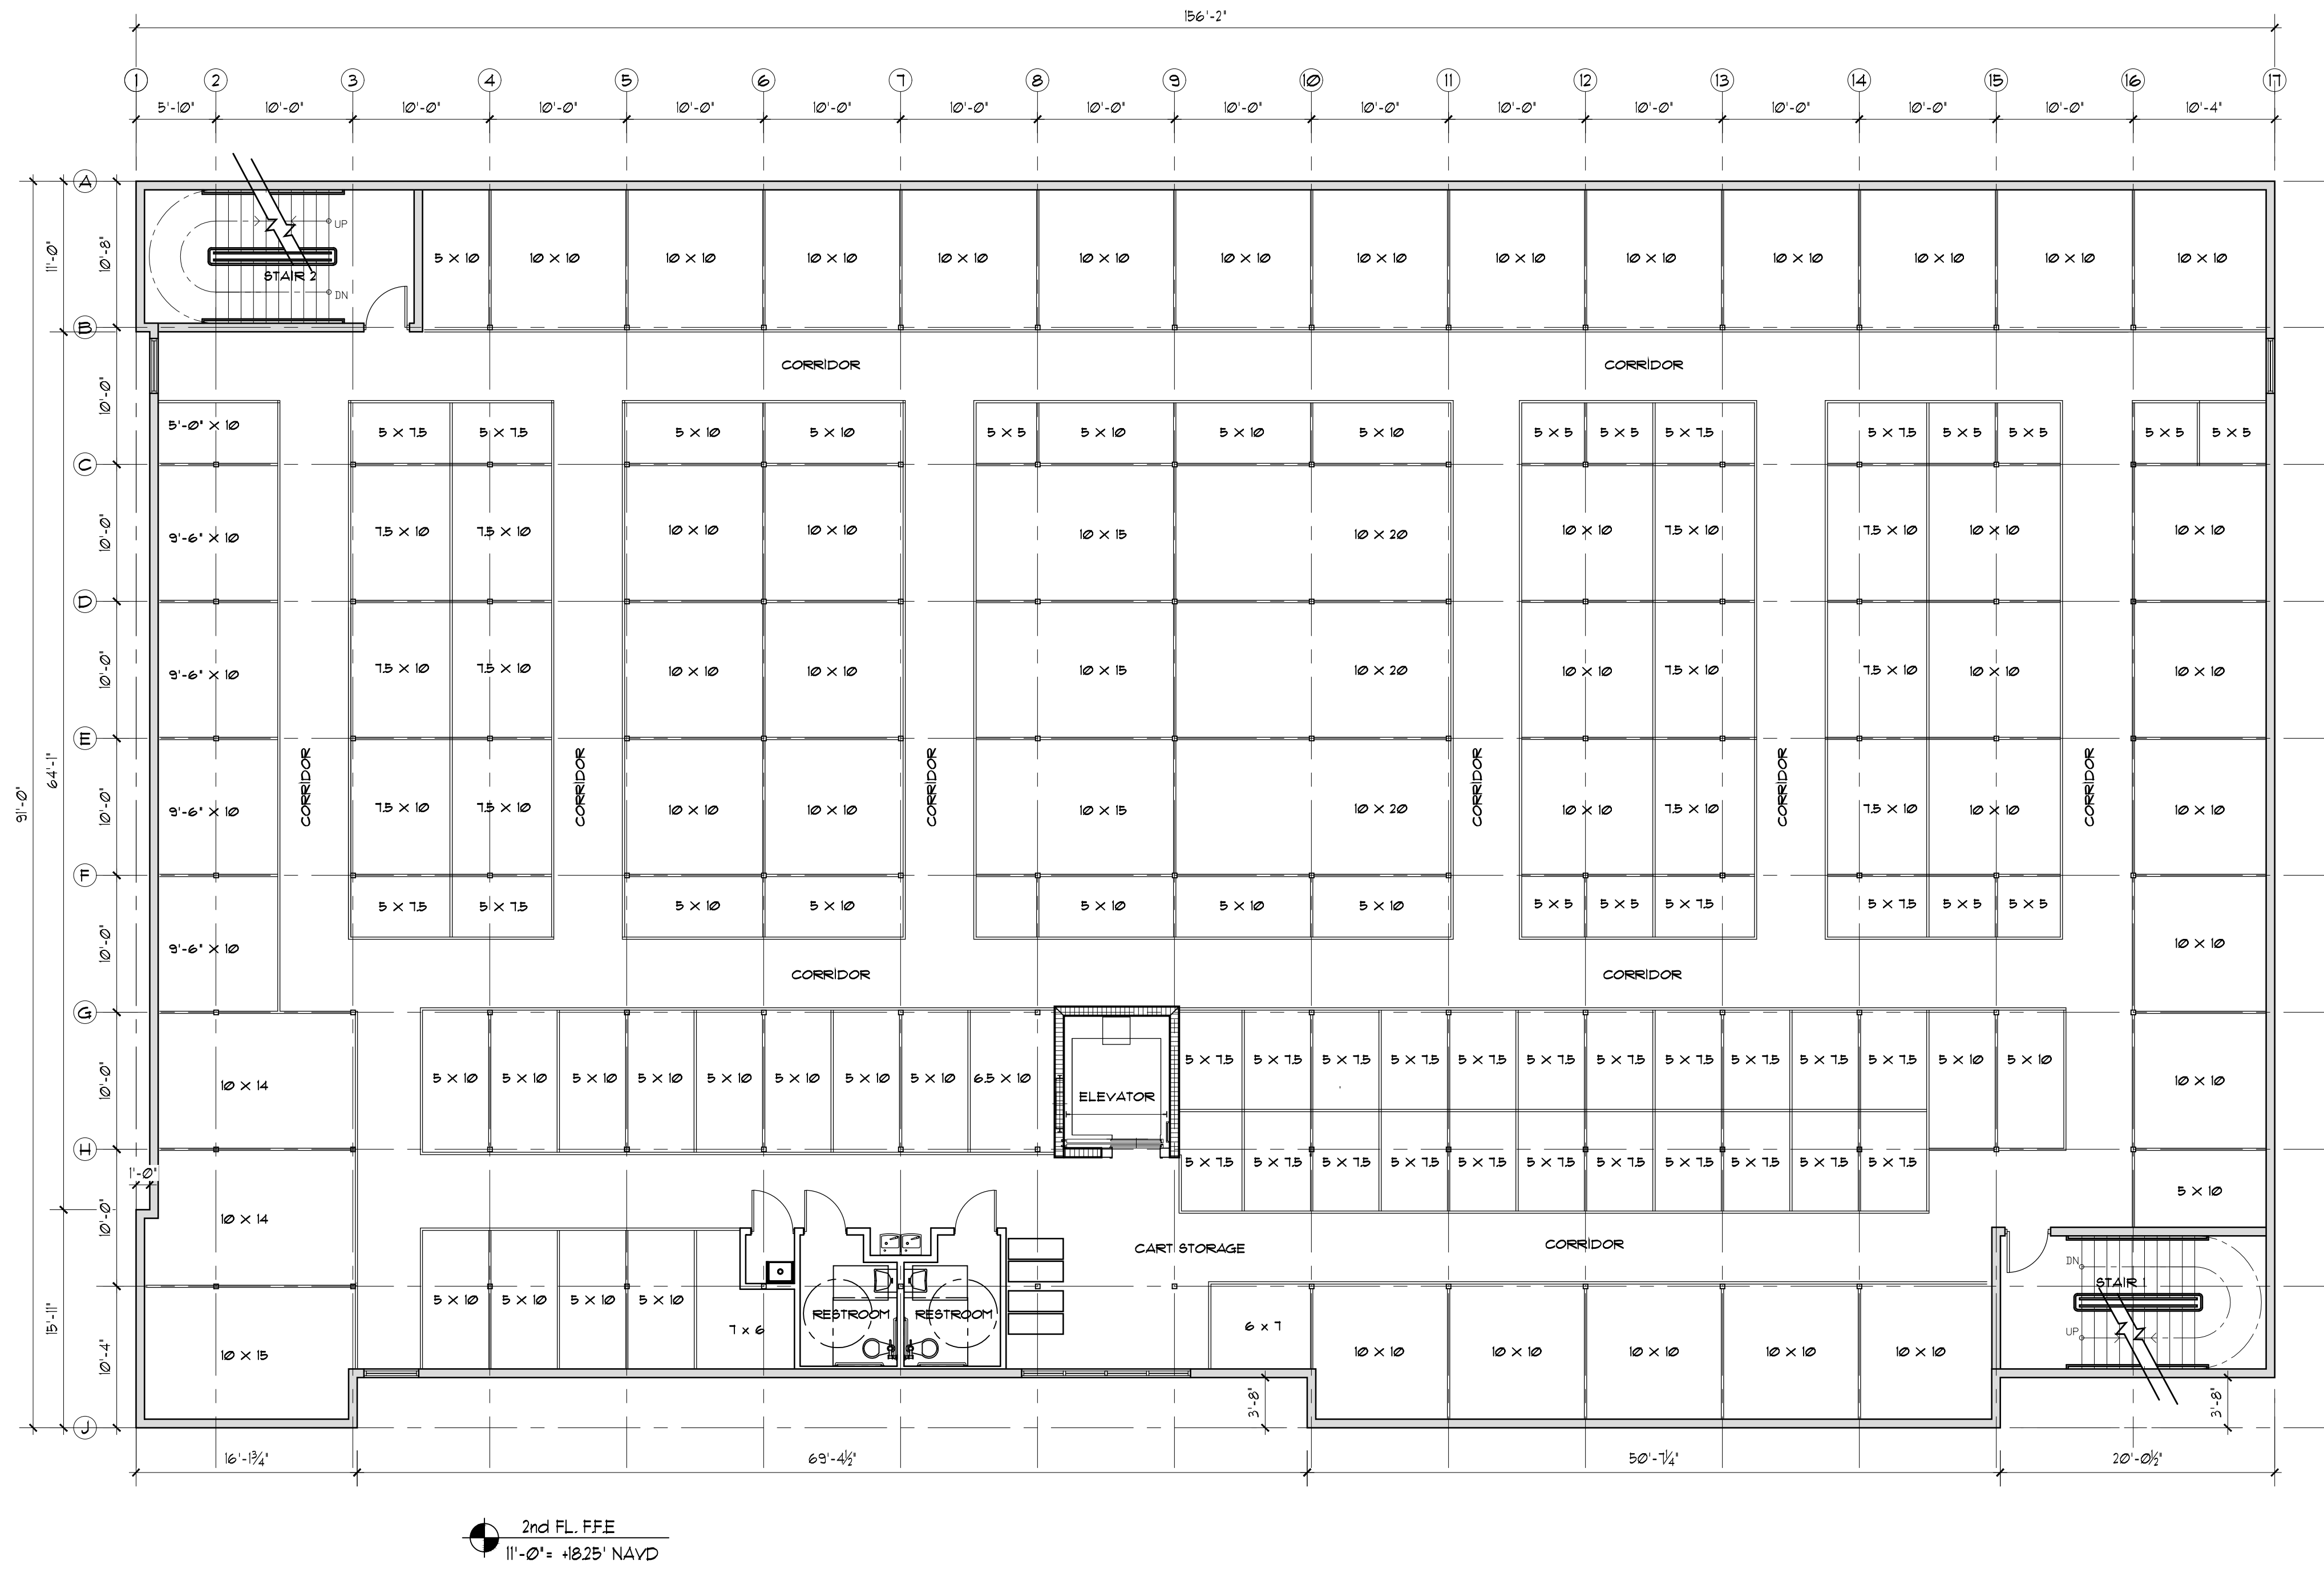 156'-2"
1 2 3 4 5 6 7 8 9 10 11 12 13 14 15 16 17
5'-10" 10'-0" 10'-0" 10'-0" 10'-0" 10'-0" 10'-0" 10'-0" 10'-0" 10'-0" 10'-0" 10'-0" 10'-0" 10'-0" 10'-0" 10'-4"
A
UP
11'-0" 10'-8"
5 X 10 10 X 10 10 X 10 10 X 10 10 X 10 10 X 10 10 X 10 10 X 10 10 X 10 10 X 10 10 X 10 10 X 10 10 X 10 10 X 10
STAIR 2
DN
B
CORRIDOR CORRIDOR
10'-0"
5'-0" X 10 5 X 7.5 5 X 7.5 5 X 10 5 X 10 5 X 5 5 X 10 5 X 10 5 X 10 5 X 5 5 X 5 5 X 7.5 5 X 7.5 5 X 5 5 X 5 5 X 5 5 X 5
C
10'-0"
9'-6" X 10 7.5 X 10 7.5 X 10 10 X 10 10 X 10 10 X 15 10 X 20 10 X 10 7.5 X 10 7.5 X 10 10 X 10 10 X 10
D
10'-0"
9'-6" X 10 7.5 X 10 7.5 X 10 10 X 10 10 X 10 10 X 15 10 X 20 10 X 10 7.5 X 10 7.5 X 10 10 X 10 10 X 10
E
91'-0" 64'-1" 10'-0"
CORRIDOR CORRIDOR CORRIDOR CORRIDOR CORRIDOR CORRIDOR
9'-6" X 10 7.5 X 10 7.5 X 10 10 X 10 10 X 10 10 X 15 10 X 20 10 X 10 7.5 X 10 7.5 X 10 10 X 10 10 X 10
F
5 X 7.5 5 X 7.5 5 X 10 5 X 10 5 X 10 5 X 10 5 X 10 5 X 5 5 X 5 5 X 7.5 5 X 7.5 5 X 5 5 X 5
10'-0"
9'-6" X 10 10 X 10
CORRIDOR CORRIDOR
G
5 X 7.5 5 X 7.5 5 X 7.5 5 X 7.5 5 X 7.5 5 X 7.5 5 X 7.5 5 X 7.5 5 X 7.5 5 X 7.5 5 X 10 5 X 10
10'-0"
10 X 14 5 X 10 5 X 10 5 X 10 5 X 10 5 X 10 5 X 10 5 X 10 5 X 10 6.5 X 10 10 X 10
ELEVATOR
H
5 X 7.5 5 X 7.5 5 X 7.5 5 X 7.5 5 X 7.5 5 X 7.5 5 X 7.5 5 X 7.5 5 X 7.5 5 X 7.5
1'-0"
5 X 10
10'-0"
10 X 14
CART STORAGE CORRIDOR
DN
STAIR 1
5 X 10 5 X 10 5 X 10 5 X 10
RESTROOM RESTROOM
15'-11"
7 x 6 6 x 7
UP
10'-4"
10 X 15 10 X 10 10 X 10 10 X 10 10 X 10 10 X 10
3'-8" 3'-8"
J
16'-1¾" 69'-4½" 50'-7¼" 20'-0½"
2nd FL. F.F.E
11'-0" = +18.25' NAVD